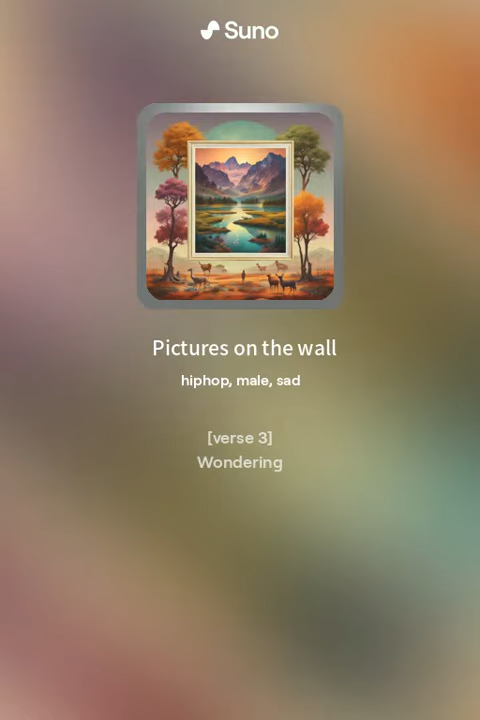 Suno
Pictures on the wall
hiphop, male, sad
[verse 3]
Wondering